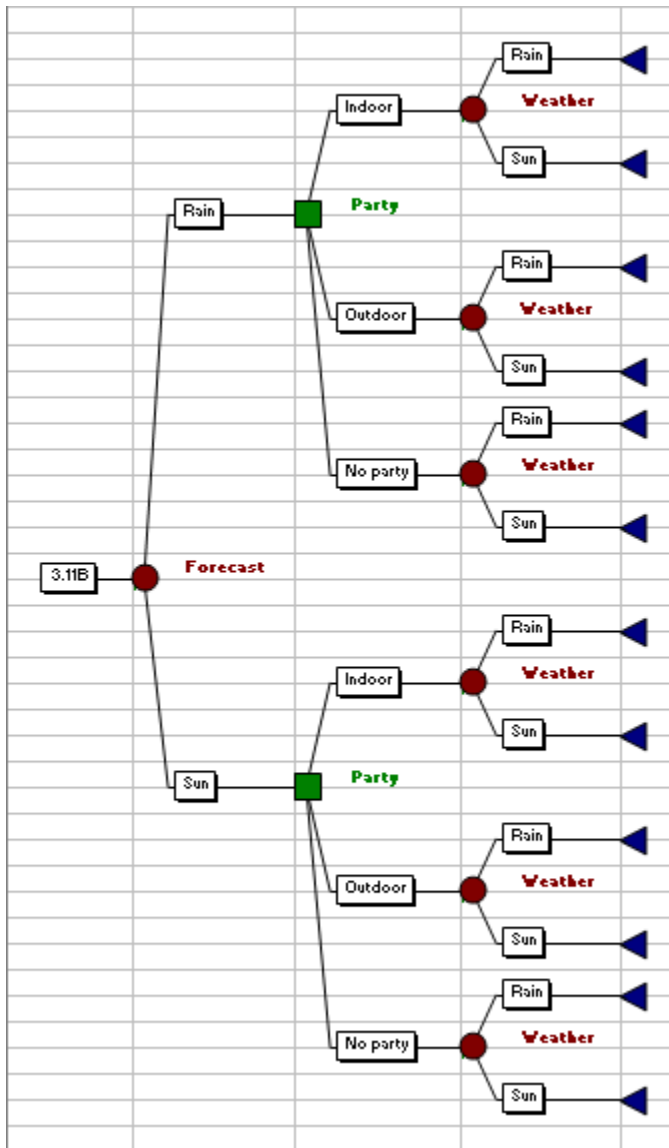 Rain
Weather
Indoor
Sun
Party
Rain
Rain
Weather
Outdoor
Sun
Rain
Weather
No party
Sun
Forecast
3.11B
Rain
Weather
Indoor
Sun
Party
Sun
Rain
Weather
Outdoor
Sun
Rain
Weather
No party
Sun